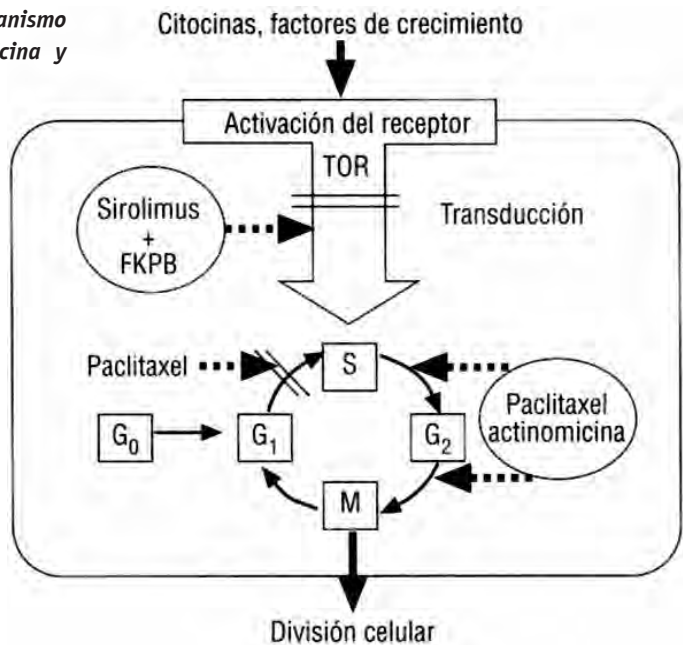 anismo
cina y
Citocinas, factores de crecimiento
Activación del receptor
TOR
Sirolimus
+
FKPB
Transducción
Paclitaxel
S
G0
G1
G2
Paclitaxel
actinomicina
M
División celular